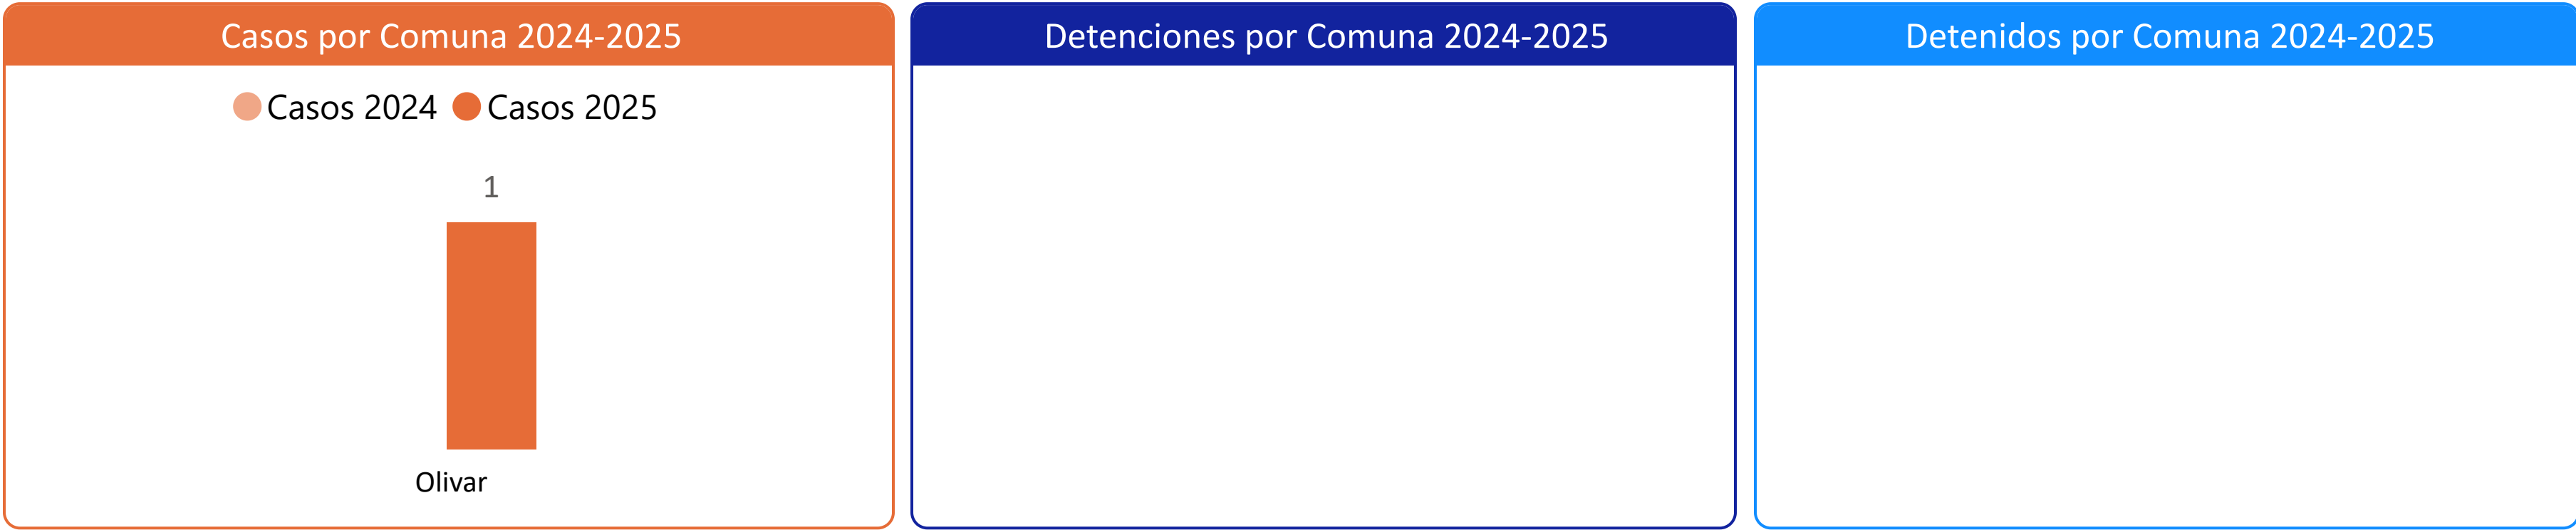 Casos por Comuna 2024-2025
Casos 2024 Casos 2025
1
Olivar
Detenciones por Comuna 2024-2025
Detenidos por Comuna 2024-2025